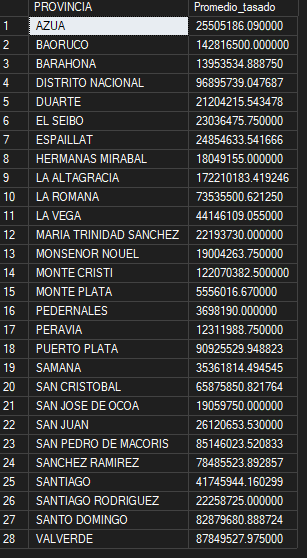 PROVINCIA Promedio_tasado
1 AZUA 25505186.090000
2 BAORUCO 142816500.000000
3 BARAHONA 13953534.888750
4 DISTRITO NACIONAL 96895739.047687
5 DUARTE 21204215.543478
6 EL SEIBO 23036475.750000
7 ESPAILLAT 24854633.541666
8 HERMANAS MIRABAL 18049155.000000
9 LA ALTAGRACIA 172210183.419246
10 LA ROMANA 73535500.621250
11 LA VEGA 44146109.055000
12 MARIA TRINIDAD SANCHEZ 22193730.000000
13 MONSENOR NOUEL 19004263.750000
14 MONTE CRISTI 122070382.500000
15 MONTE PLATA 5556016.670000
16 PEDERNALES 3698190.000000
17 PERAVIA 12311988.750000
18 PUERTO PLATA 90925529.948823
19 SAMANA 35361814.494545
20 SAN CRISTOBAL 65875850.821764
21 SAN JOSE DE OCOA 19059750.000000
22 SAN JUAN 26120653.530000
23 SAN PEDRO DE MACORIS 85146023.520833
24 SANCHEZ RAMIREZ 78485523.892857
25 SANTIAGO 41745944.160299
26 SANTIAGO RODRIGUEZ 22258725.000000
27 SANTO DOMINGO 82879680.888724
28 VALVERDE 87849527.975000